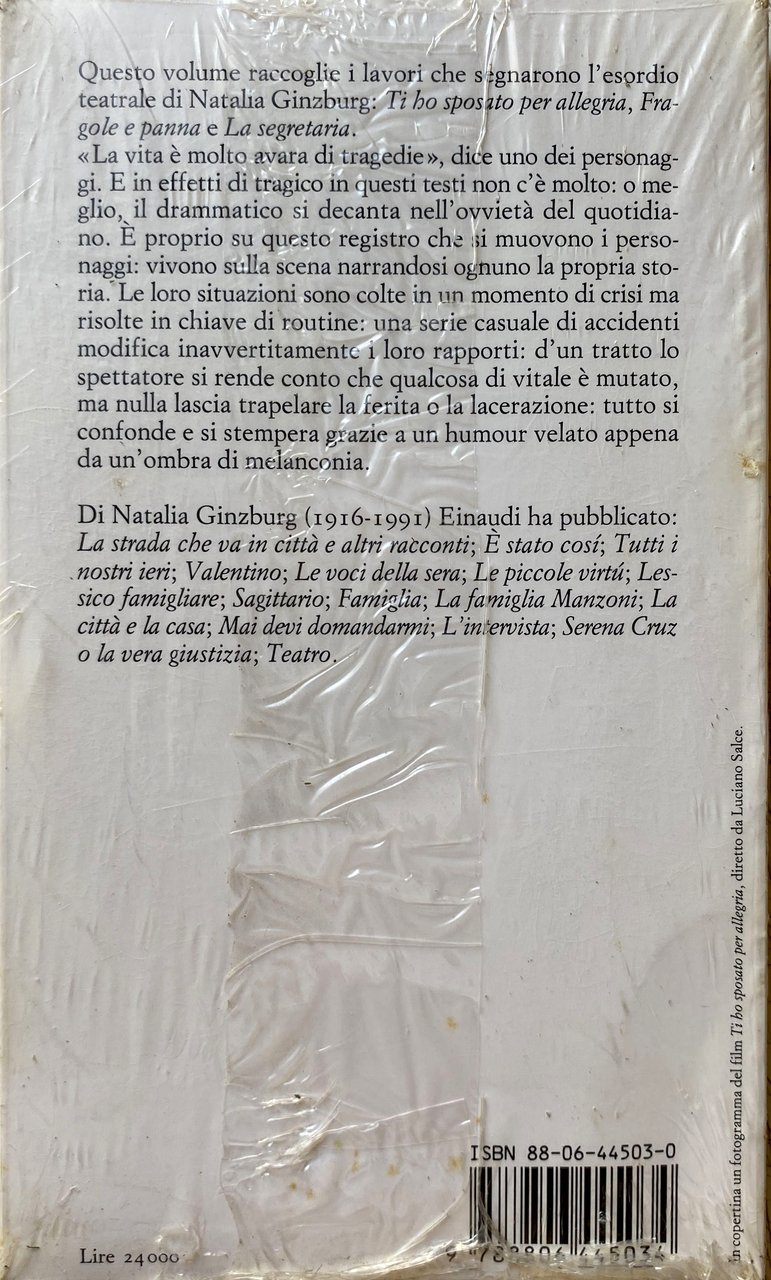 Questo volume raccoglie i lavori che segnarono l'esordio
teatrale di Natalia Ginzburg: Ti ho sposato per allegria, Fra-
gole e panna e La segretaria.
«La vita è molto avara di tragedie», dice uno dei personag-
gi. E in effetti di tragico in questi testi non c'è molto: o me-
glio, il drammatico si decanta nell'ovvietà del quotidia-
no. È proprio su questo registro che si muovono i perso-
naggi: vivono sulla scena narrandosi ognuno la propria sto-
ria. Le loro situazioni sono colte in un momento di crisi ma
risolte in chiave di routine: una serie casuale di accidenti
modifica inavvertitamente i loro rapporti: d'un tratto lo
spettatore si rende conto che qualcosa di vitale è mutato,
ma nulla lascia trapelare la ferita o la lacerazione: tutto si
confonde e si stempera grazie a un humour velato appena
da un'ombra di melanconia.
Di Natalia Ginzburg (1916-1991) Einaudi ha pubblicato:
La strada che va in città e altri racconti; È stato cosí; Tutti i
nostri ieri; Valentino; Le voci della sera; Le piccole virtú; Les-
sico famigliare; Sagittario; Famiglia; La famiglia Manzoni; La
città e la casa; Mai devi domandarmi; L'intervista; Serena Cruz
o la vera giustizia; Teatro.
In copertina un fotogramma del film Ti ho sposato per allegria, diretto da Luciano Salce.
ISBN 88-06-44503-0
9 788806 445034
Lire 24000